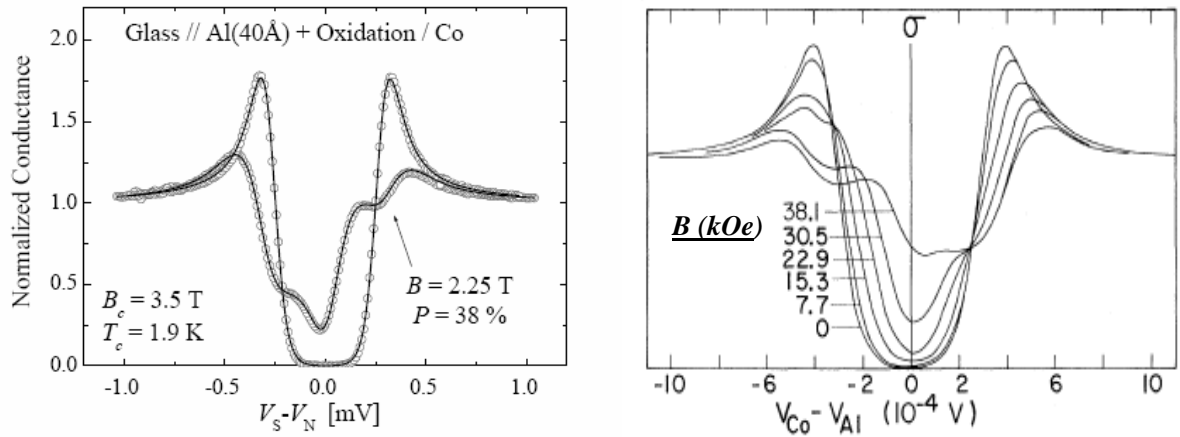 Glass // Al(40Å) + Oxidation / Co
Normalized Conductance
2.0
1.5
1.0
0.5
0.0
B = 2.25 T
P = 38 %
B_c = 3.5 T
T_c = 1.9 K
-1.0 -0.5 0.0 0.5 1.0
V_S-V_N [mV]
σ
B (kOe)
38.1
30.5
22.9
15.3
7.7
0
-10 -6 -2 0 2 6 10
V_Co - V_Al (10^-4 V)